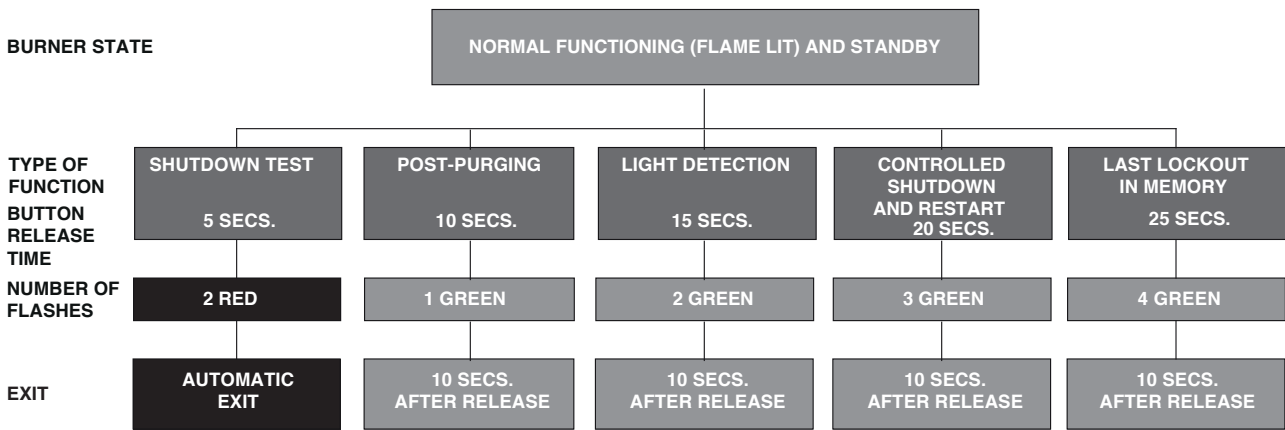 BURNER STATE
NORMAL FUNCTIONING (FLAME LIT) AND STANDBY
TYPE OF
FUNCTION
BUTTON
RELEASE
TIME
SHUTDOWN TEST
5 SECS.
POST-PURGING
10 SECS.
LIGHT DETECTION
15 SECS.
CONTROLLED
SHUTDOWN
AND RESTART
20 SECS.
LAST LOCKOUT
IN MEMORY
25 SECS.
NUMBER OF
FLASHES
2 RED
1 GREEN
2 GREEN
3 GREEN
4 GREEN
EXIT
AUTOMATIC
EXIT
10 SECS.
AFTER RELEASE
10 SECS.
AFTER RELEASE
10 SECS.
AFTER RELEASE
10 SECS.
AFTER RELEASE